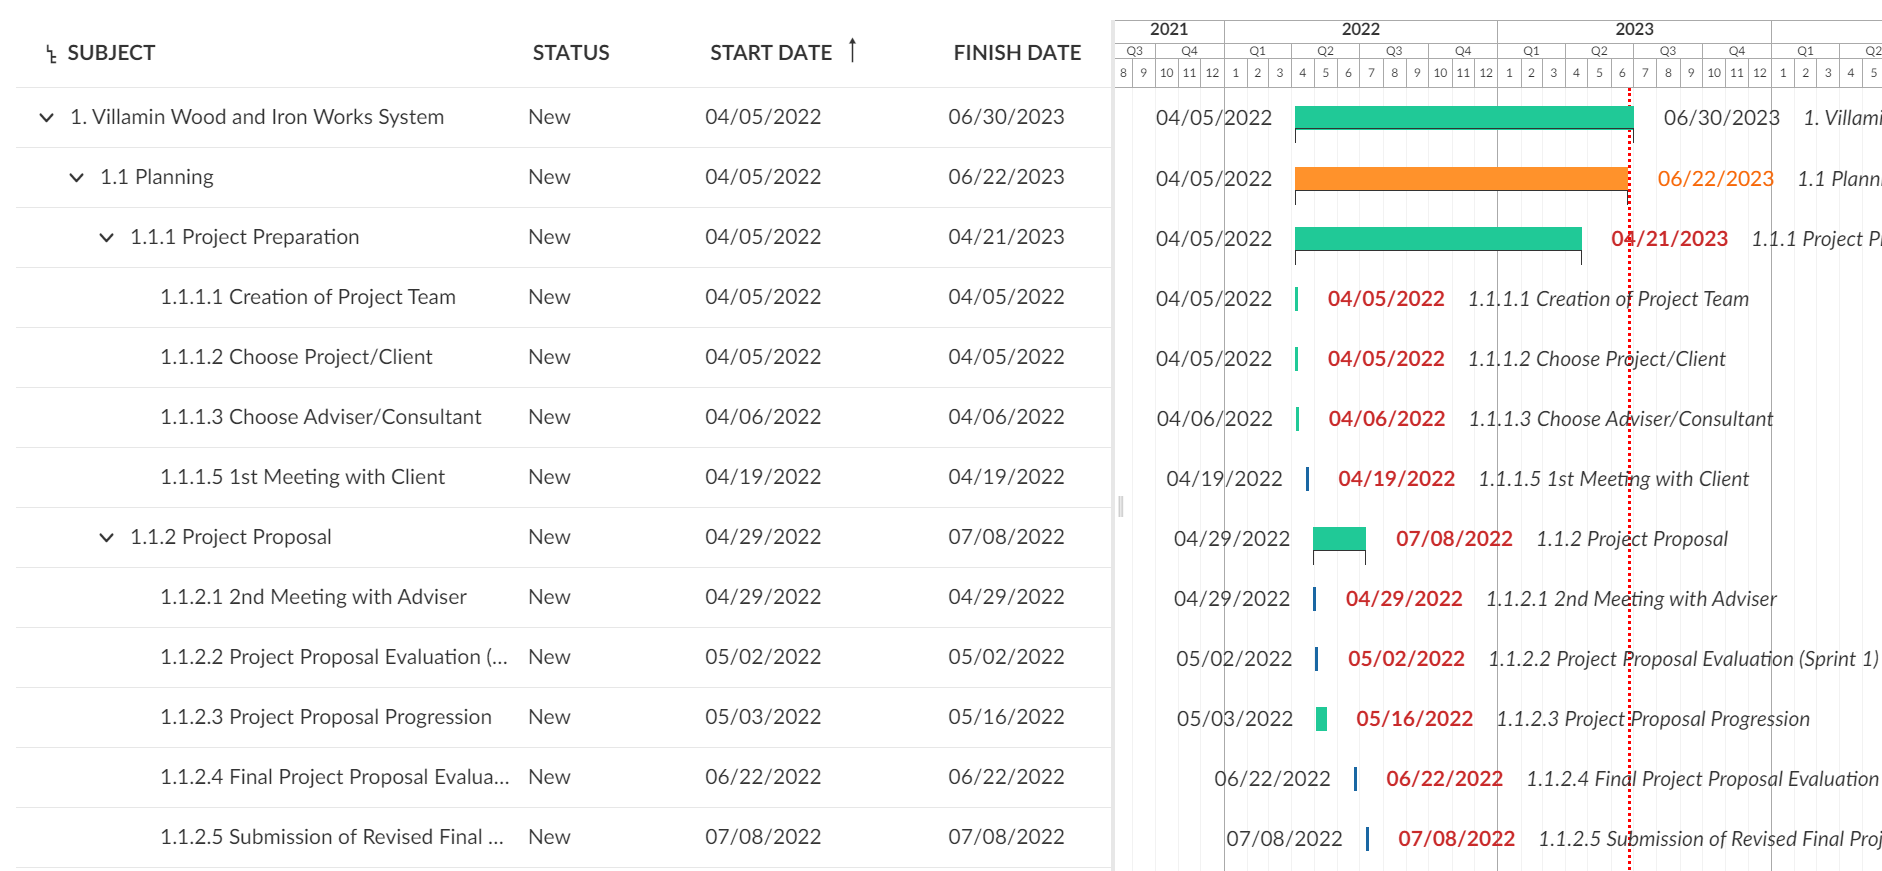 SUBJECT STATUS START DATE ↑ FINISH DATE
2021 2022 2023
Q3 Q4 Q1 Q2 Q3 Q4 Q1 Q2 Q3 Q4 Q1 Q2
8 9 10 11 12 1 2 3 4 5 6 7 8 9 10 11 12 1 2 3 4 5 6 7 8 9 10 11 12 1 2 3 4 5
1. Villamin Wood and Iron Works System New 04/05/2022 06/30/2023 04/05/2022 06/30/2023 1. Villami
1.1 Planning New 04/05/2022 06/22/2023 04/05/2022 06/22/2023 1.1 Plann
1.1.1 Project Preparation New 04/05/2022 04/21/2023 04/05/2022 04/21/2023 1.1.1 Project P
1.1.1.1 Creation of Project Team New 04/05/2022 04/05/2022 04/05/2022 04/05/2022 1.1.1.1 Creation of Project Team
1.1.1.2 Choose Project/Client New 04/05/2022 04/05/2022 04/05/2022 04/05/2022 1.1.1.2 Choose Project/Client
1.1.1.3 Choose Adviser/Consultant New 04/06/2022 04/06/2022 04/06/2022 04/06/2022 1.1.1.3 Choose Adviser/Consultant
1.1.1.5 1st Meeting with Client New 04/19/2022 04/19/2022 04/19/2022 04/19/2022 1.1.1.5 1st Meeting with Client
1.1.2 Project Proposal New 04/29/2022 07/08/2022 04/29/2022 07/08/2022 1.1.2 Project Proposal
1.1.2.1 2nd Meeting with Adviser New 04/29/2022 04/29/2022 04/29/2022 04/29/2022 1.1.2.1 2nd Meeting with Adviser
1.1.2.2 Project Proposal Evaluation (... New 05/02/2022 05/02/2022 05/02/2022 05/02/2022 1.1.2.2 Project Proposal Evaluation (Sprint 1)
1.1.2.3 Project Proposal Progression New 05/03/2022 05/16/2022 05/03/2022 05/16/2022 1.1.2.3 Project Proposal Progression
1.1.2.4 Final Project Proposal Evalua... New 06/22/2022 06/22/2022 06/22/2022 06/22/2022 1.1.2.4 Final Project Proposal Evaluation
1.1.2.5 Submission of Revised Final ... New 07/08/2022 07/08/2022 07/08/2022 07/08/2022 1.1.2.5 Submission of Revised Final Proj